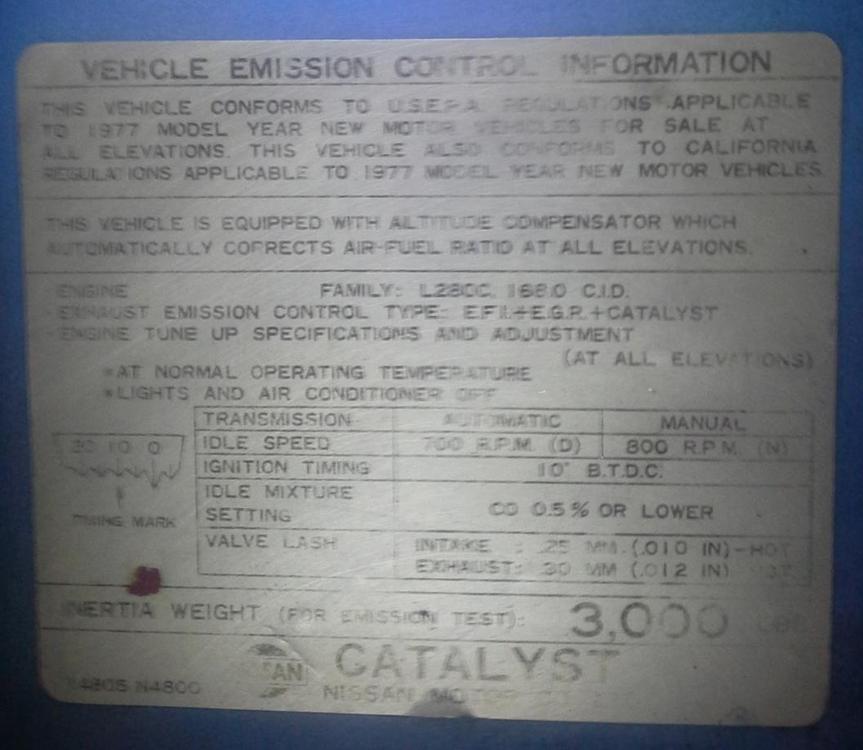 VEHICLE EMISSION CONTROL INFORMATION
THIS VEHICLE CONFORMS TO U.S.E.P.A. REGULATIONS APPLICABLE
TO 1977 MODEL YEAR NEW MOTOR VEHICLES FOR SALE AT
ALL ELEVATIONS. THIS VEHICLE ALSO CONFORMS TO CALIFORNIA
REGULATIONS APPLICABLE TO 1977 MODEL YEAR NEW MOTOR VEHICLES.
THIS VEHICLE IS EQUIPPED WITH ALTITUDE COMPENSATOR WHICH
AUTOMATICALLY CORRECTS AIR-FUEL RATIO AT ALL ELEVATIONS.
ENGINE FAMILY: L280C, 168.0 C.I.D.
EXHAUST EMISSION CONTROL TYPE: E.F.I.+E.G.R.+CATALYST
ENGINE TUNE UP SPECIFICATIONS AND ADJUSTMENT
(AT ALL ELEVATIONS)
*AT NORMAL OPERATING TEMPERATURE
*LIGHTS AND AIR CONDITIONER OFF
TRANSMISSION AUTOMATIC MANUAL
IDLE SPEED 700 R.P.M. (D) 800 R.P.M. (N)
IGNITION TIMING 10° B.T.D.C.
20 10 0
TIMING MARK
IDLE MIXTURE
SETTING CO 0.5% OR LOWER
VALVE LASH INTAKE : .25 MM (.010 IN)-HOT
EXHAUST: .30 MM (.012 IN) HOT
INERTIA WEIGHT (FOR EMISSION TEST): 3,000
CATALYST
NISSAN MOTOR
N4800